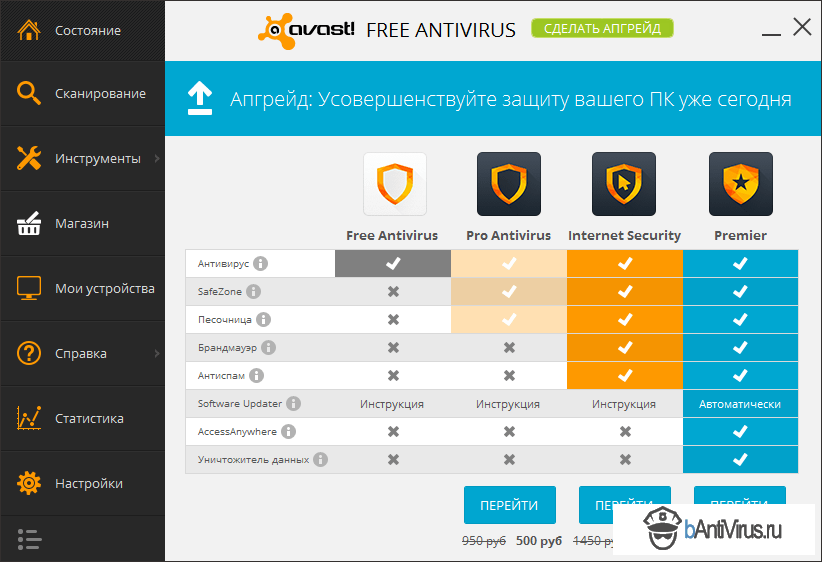 Состояние
Сканирование
Инструменты
Магазин
Мои устройства
Справка
Статистика
Настройки
avast! FREE ANTIVIRUS СДЕЛАТЬ АПГРЕЙД
Апгрейд: Усовершенствуйте защиту вашего ПК уже сегодня
Free Antivirus Pro Antivirus Internet Security Premier
Антивирус
SafeZone
Песочница
Брандмауэр
Антиспам
Software Updater Инструкция Инструкция Инструкция Автоматически
AccessAnywhere
Уничтожитель данных
ПЕРЕЙТИ ПЕРЕЙТИ ПЕРЕЙТИ
950 руб 500 руб 1450
bAntiVirus.ru